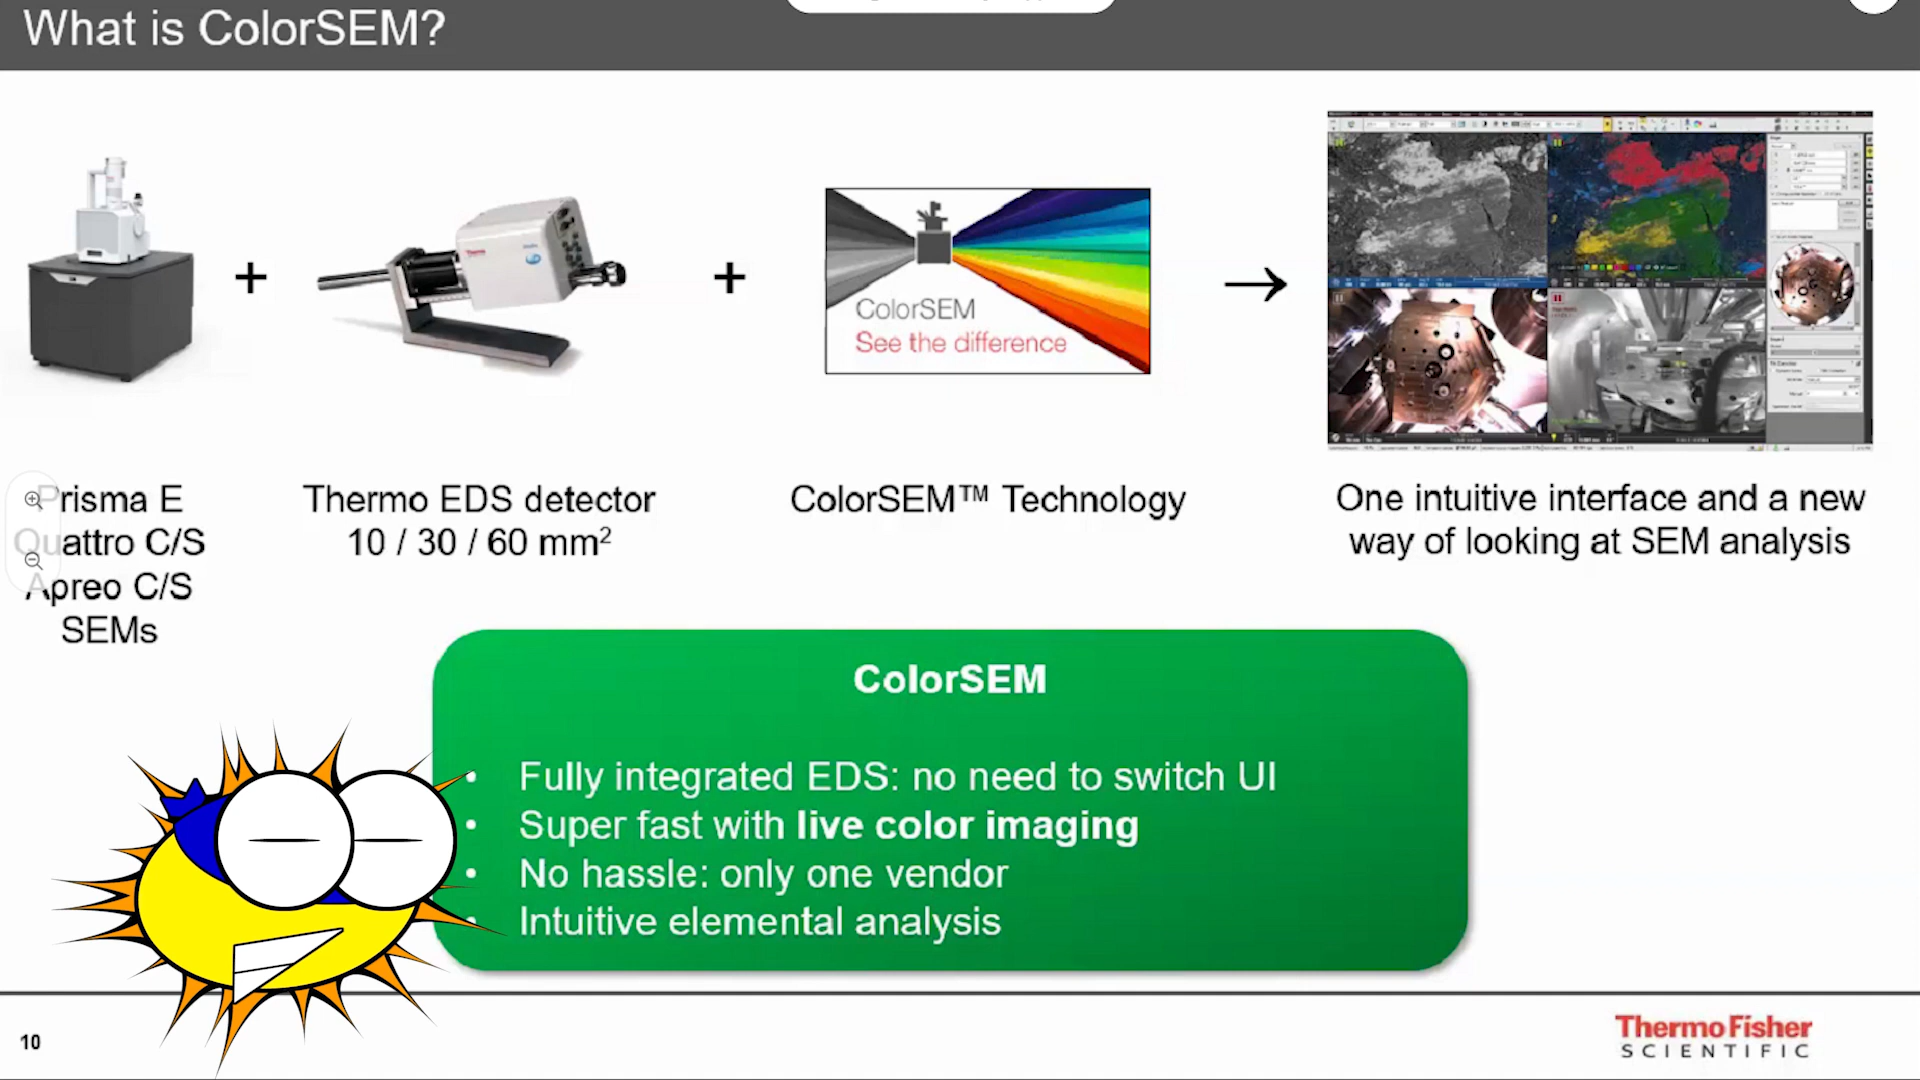 What is ColorSEM?
+
+
→
ColorSEM
See the difference
Prisma E
Quattro C/S
Apreo C/S
SEMs
Thermo EDS detector
10 / 30 / 60 mm²
ColorSEM™ Technology
One intuitive interface and a new
way of looking at SEM analysis
ColorSEM
• Fully integrated EDS: no need to switch UI
• Super fast with live color imaging
• No hassle: only one vendor
• Intuitive elemental analysis
10
ThermoFisher
SCIENTIFIC